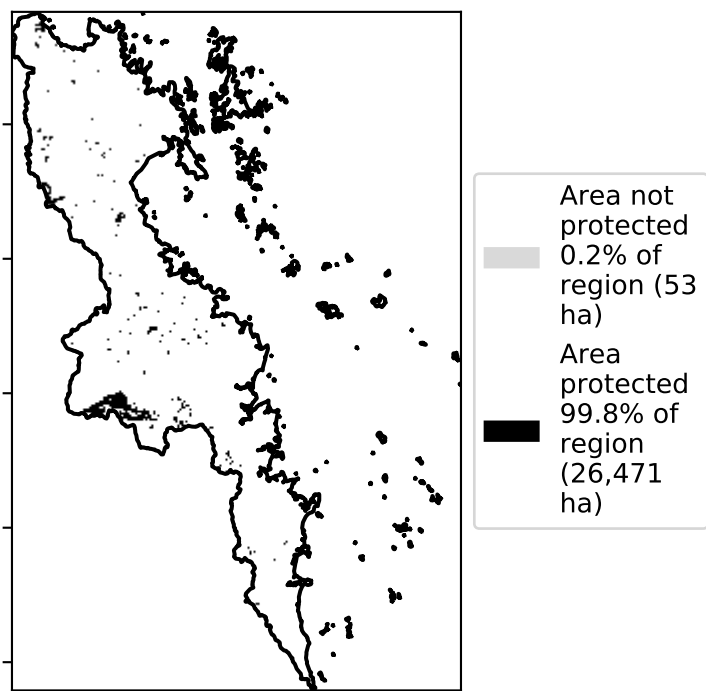 Area not
protected
0.2% of
region (53
ha)
Area
protected
99.8% of
region
(26,471
ha)